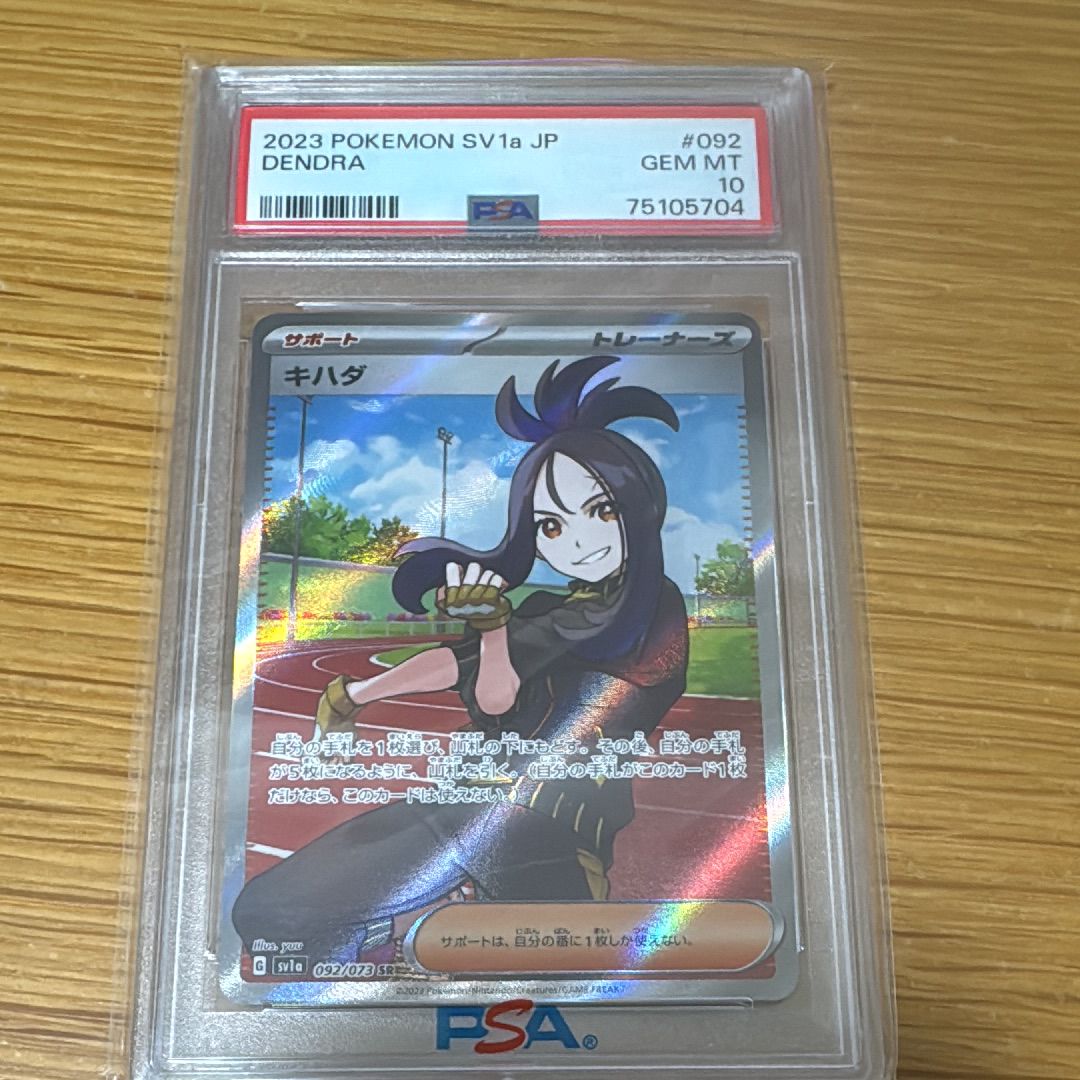 2023 POKEMON SV1a JP #092
DENDRA GEM MT
10
PSA 75105704
サポート トレーナーズ
キハダ
自分の手札を1枚選び、山札の下にもどす。その後、自分の手札
が5枚になるように、山札を引く。(自分の手札がこのカード1枚
だけなら、このカードは使えない。)
サポートは、自分の番に1枚しか使えない。
Illus. yuu
G sv1a 092/073 SR
©2023 Pokémon/Nintendo/Creatures/GAME FREAK
PSA®